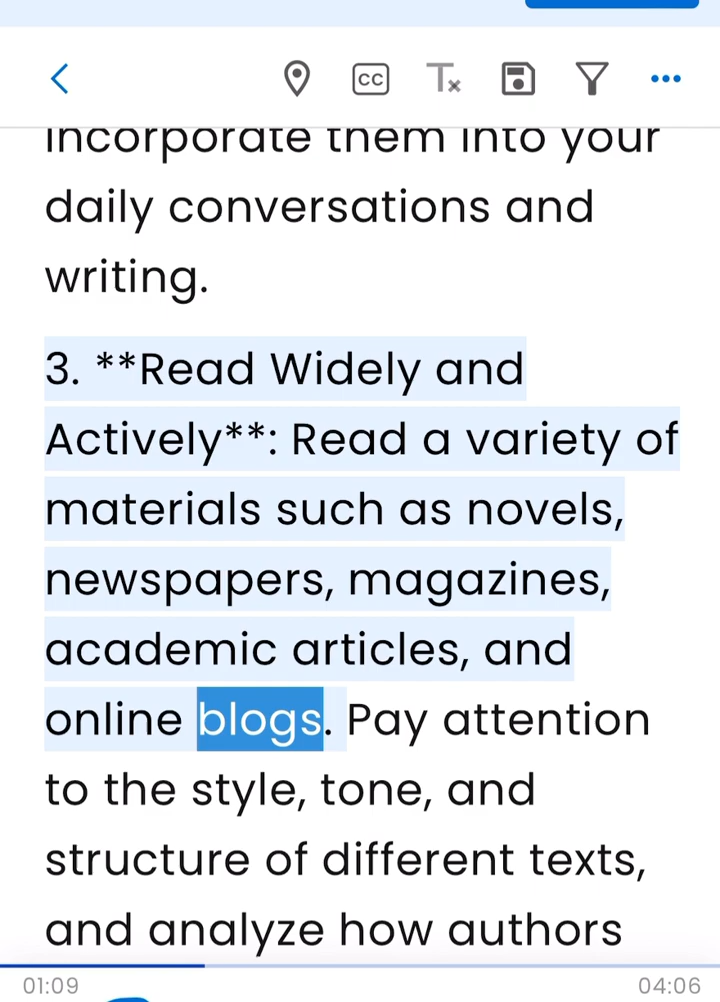 CC
Tx
incorporate them into your
daily conversations and
writing.
3. **Read Widely and
Actively**: Read a variety of
materials such as novels,
newspapers, magazines,
academic articles, and
online blogs. Pay attention
to the style, tone, and
structure of different texts,
and analyze how authors
01:09 04:06